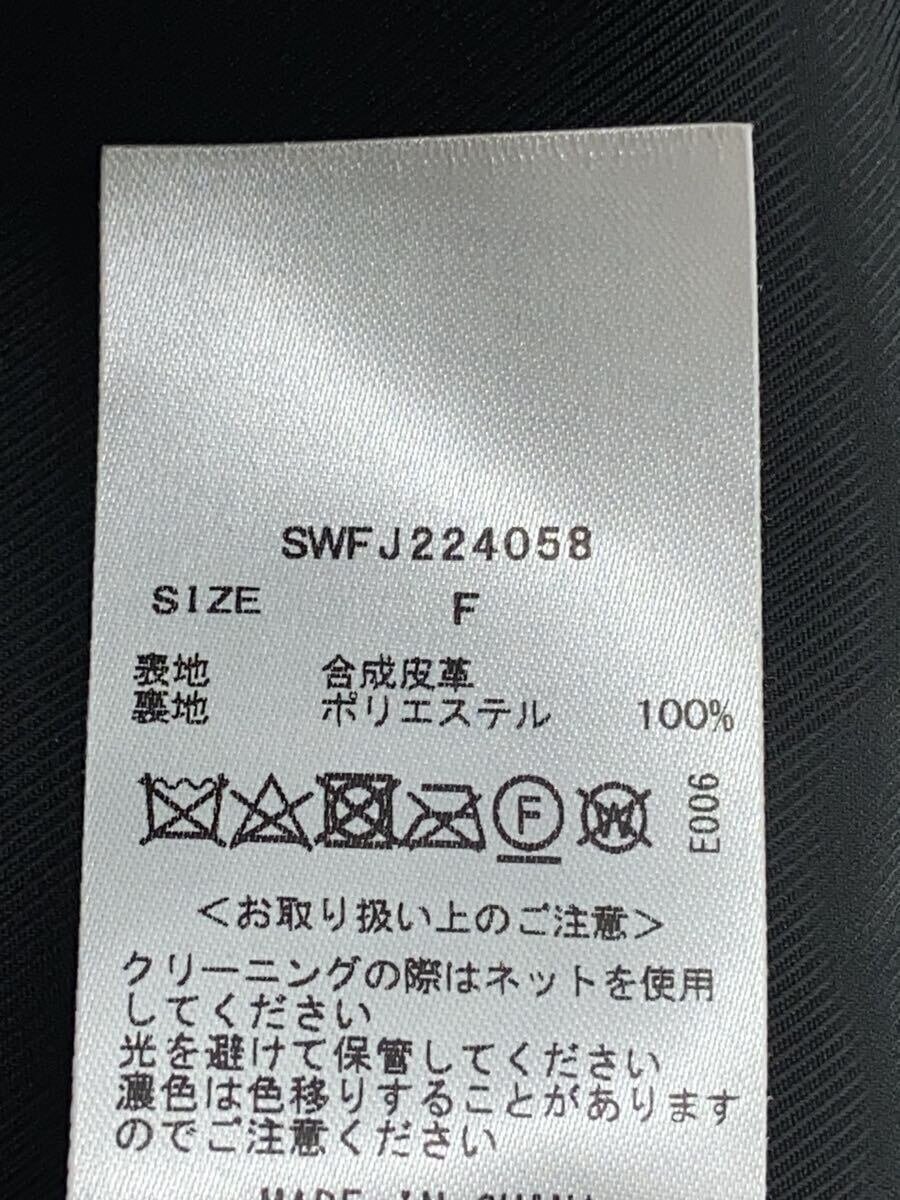 SWFJ224058
SIZE F
表地 合成皮革
裏地 ポリエステル 100%
F W E006
<お取り扱い上のご注意>
クリーニングの際はネットを使用
してください
光を避けて保管してください
濃色は色移りすることがあります
のでご注意ください
MADE IN CHINA